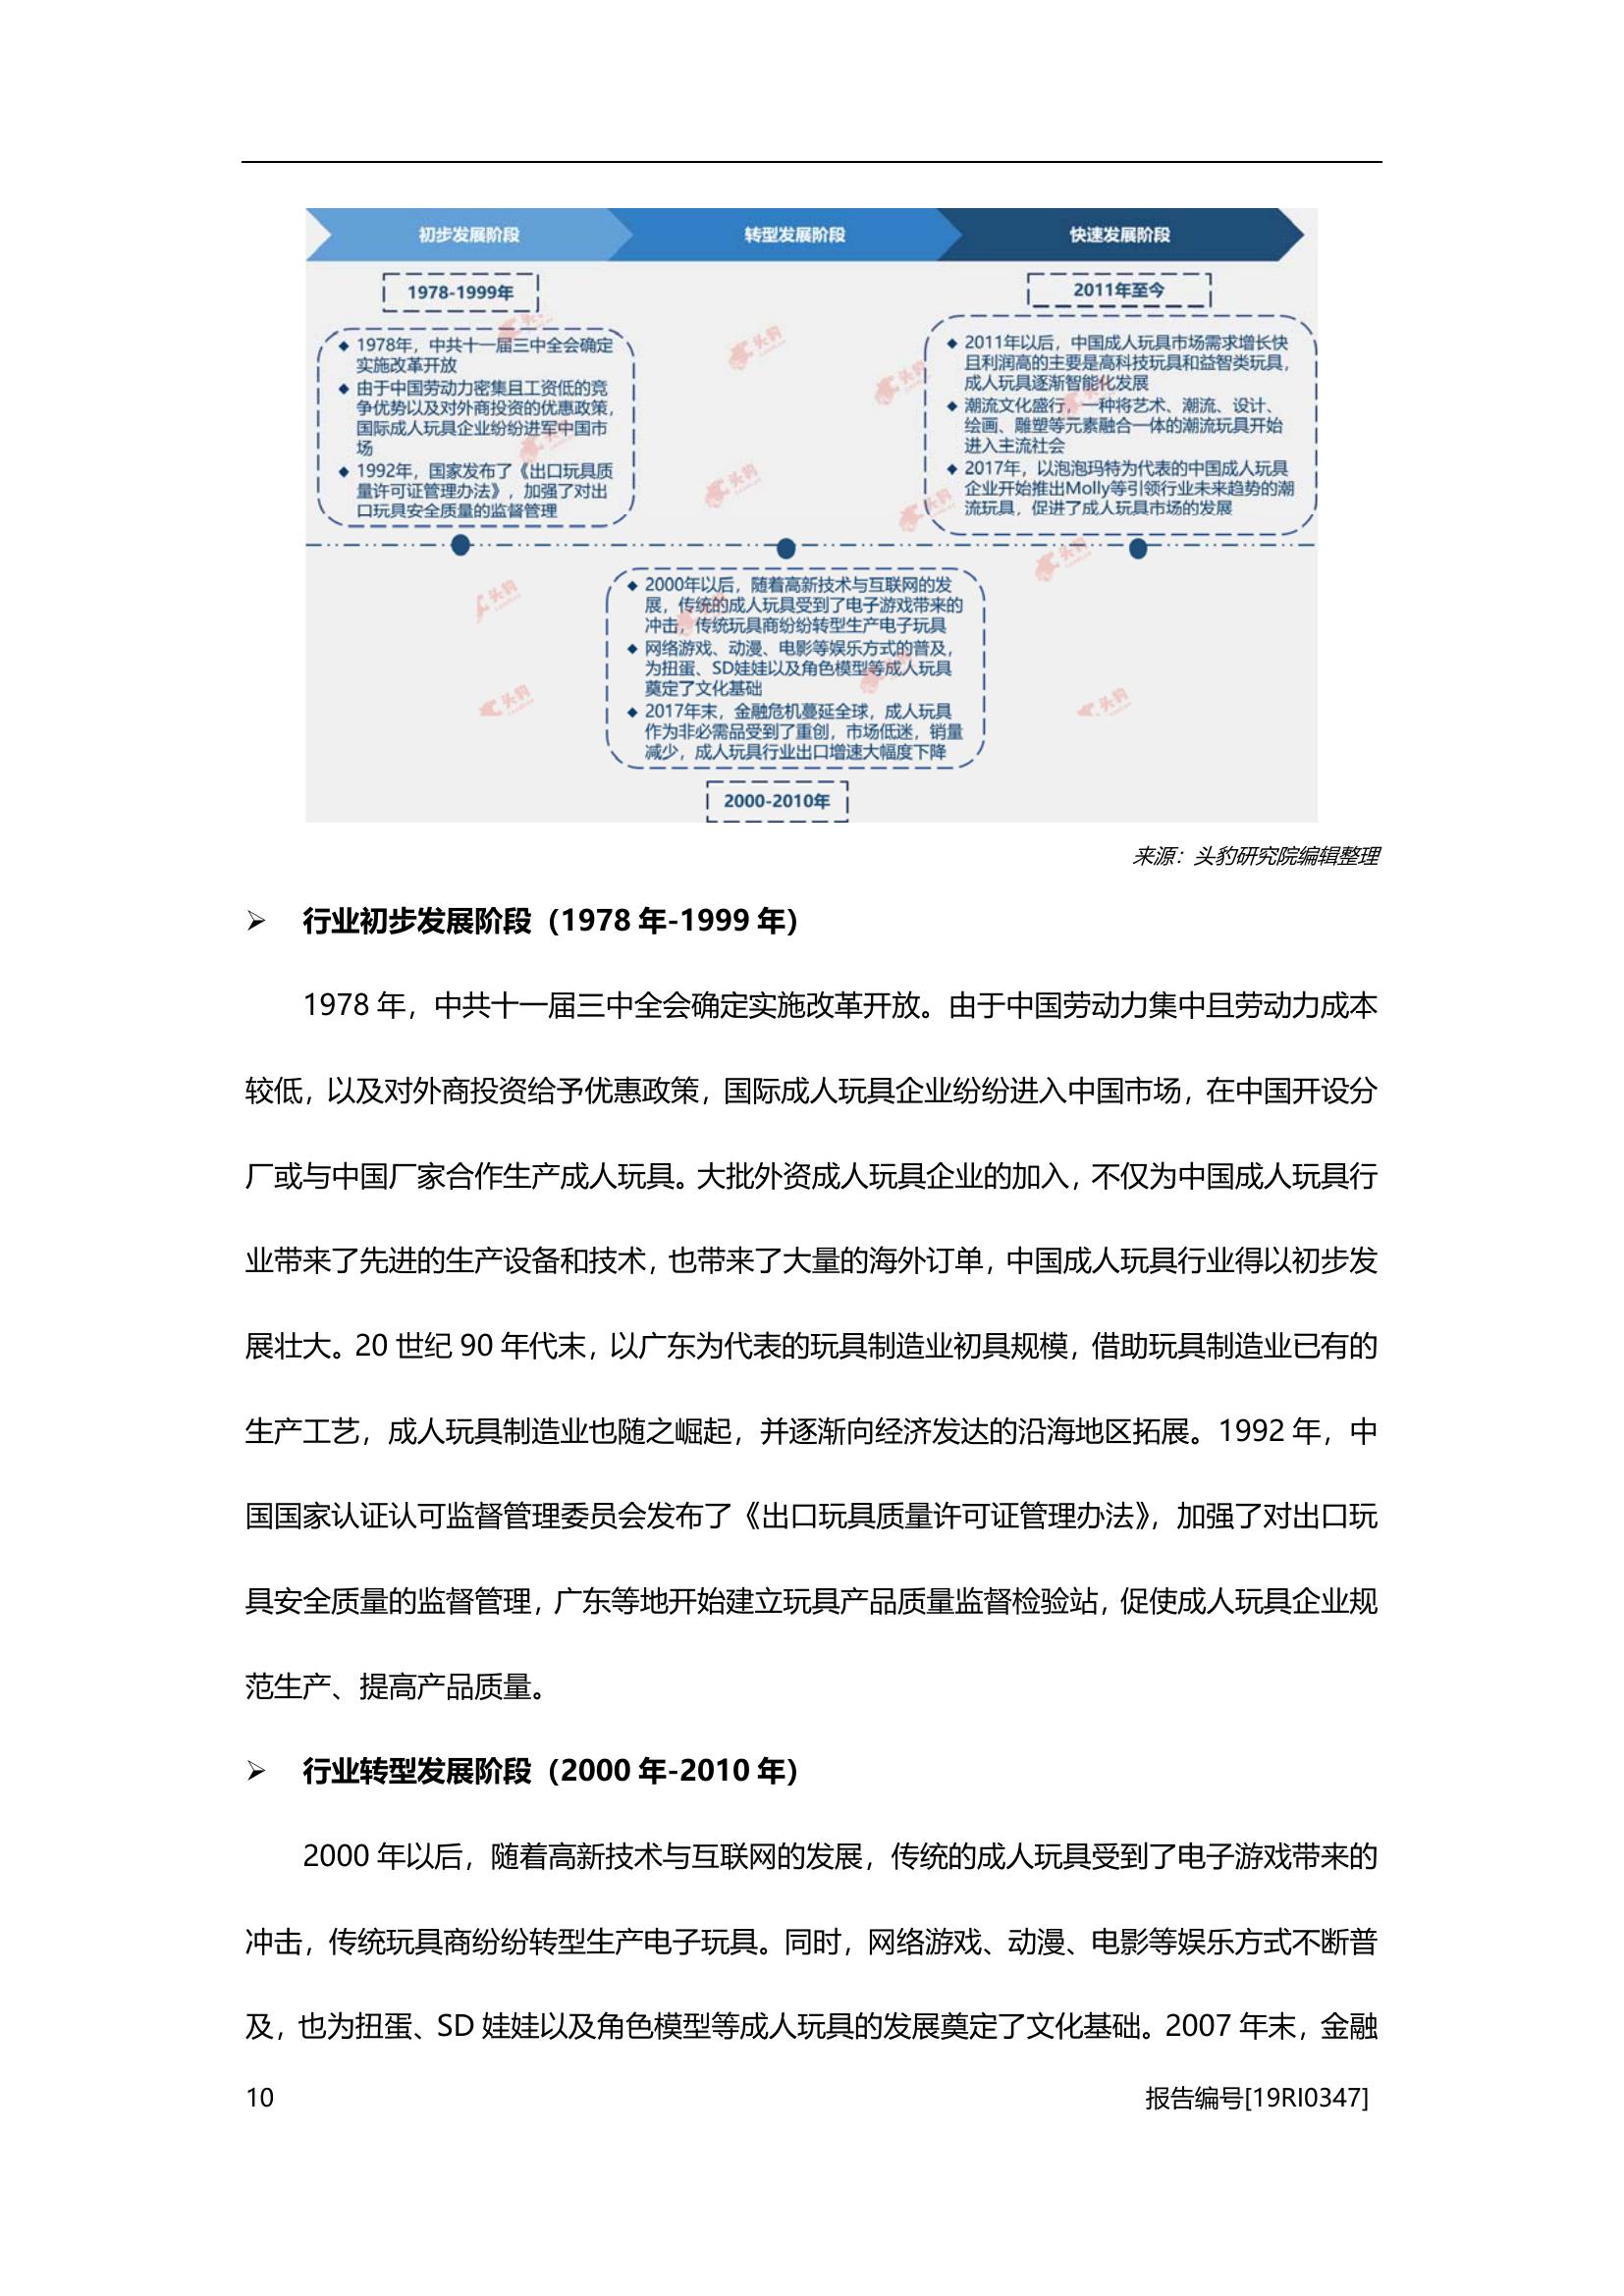 初步发展阶段
转型发展阶段
快速发展阶段
1978-1999年
◆ 1978年，中共十一届三中全会确定
实施改革开放
◆ 由于中国劳动力密集且工资低的竞
争优势以及对外商投资的优惠政策，
国际成人玩具企业纷纷进军中国市
场
◆ 1992年，国家发布了《出口玩具质
量许可证管理办法》，加强了对出
口玩具安全质量的监督管理
2011年至今
◆ 2011年以后，中国成人玩具市场需求增长快
且利润高的主要是高科技玩具和益智类玩具，
成人玩具逐渐智能化发展
◆ 潮流文化盛行，一种将艺术、潮流、设计、
绘画、雕塑等元素融合一体的潮流玩具开始
进入主流社会
◆ 2017年，以泡泡玛特为代表的中国成人玩具
企业开始推出Molly等引领行业未来趋势的潮
流玩具，促进了成人玩具市场的发展
◆ 2000年以后，随着高新技术与互联网的发
展，传统的成人玩具受到了电子游戏带来的
冲击，传统玩具商纷纷转型生产电子玩具
◆ 网络游戏、动漫、电影等娱乐方式的普及，
为扭蛋、SD娃娃以及角色模型等成人玩具
奠定了文化基础
◆ 2017年末，金融危机蔓延全球，成人玩具
作为非必需品受到了重创，市场低迷，销量
减少，成人玩具行业出口增速大幅度下降
2000-2010年
头豹
头豹
头豹
头豹
头豹
头豹
头豹
头豹
来源：头豹研究院编辑整理
➢ 行业初步发展阶段（1978 年-1999 年）
1978 年，中共十一届三中全会确定实施改革开放。由于中国劳动力集中且劳动力成本
较低，以及对外商投资给予优惠政策，国际成人玩具企业纷纷进入中国市场，在中国开设分
厂或与中国厂家合作生产成人玩具。大批外资成人玩具企业的加入，不仅为中国成人玩具行
业带来了先进的生产设备和技术，也带来了大量的海外订单，中国成人玩具行业得以初步发
展壮大。20 世纪 90 年代末，以广东为代表的玩具制造业初具规模，借助玩具制造业已有的
生产工艺，成人玩具制造业也随之崛起，并逐渐向经济发达的沿海地区拓展。1992 年，中
国国家认证认可监督管理委员会发布了《出口玩具质量许可证管理办法》，加强了对出口玩
具安全质量的监督管理，广东等地开始建立玩具产品质量监督检验站，促使成人玩具企业规
范生产、提高产品质量。
➢ 行业转型发展阶段（2000 年-2010 年）
2000 年以后，随着高新技术与互联网的发展，传统的成人玩具受到了电子游戏带来的
冲击，传统玩具商纷纷转型生产电子玩具。同时，网络游戏、动漫、电影等娱乐方式不断普
及，也为扭蛋、SD 娃娃以及角色模型等成人玩具的发展奠定了文化基础。2007 年末，金融
10
报告编号[19RI0347]